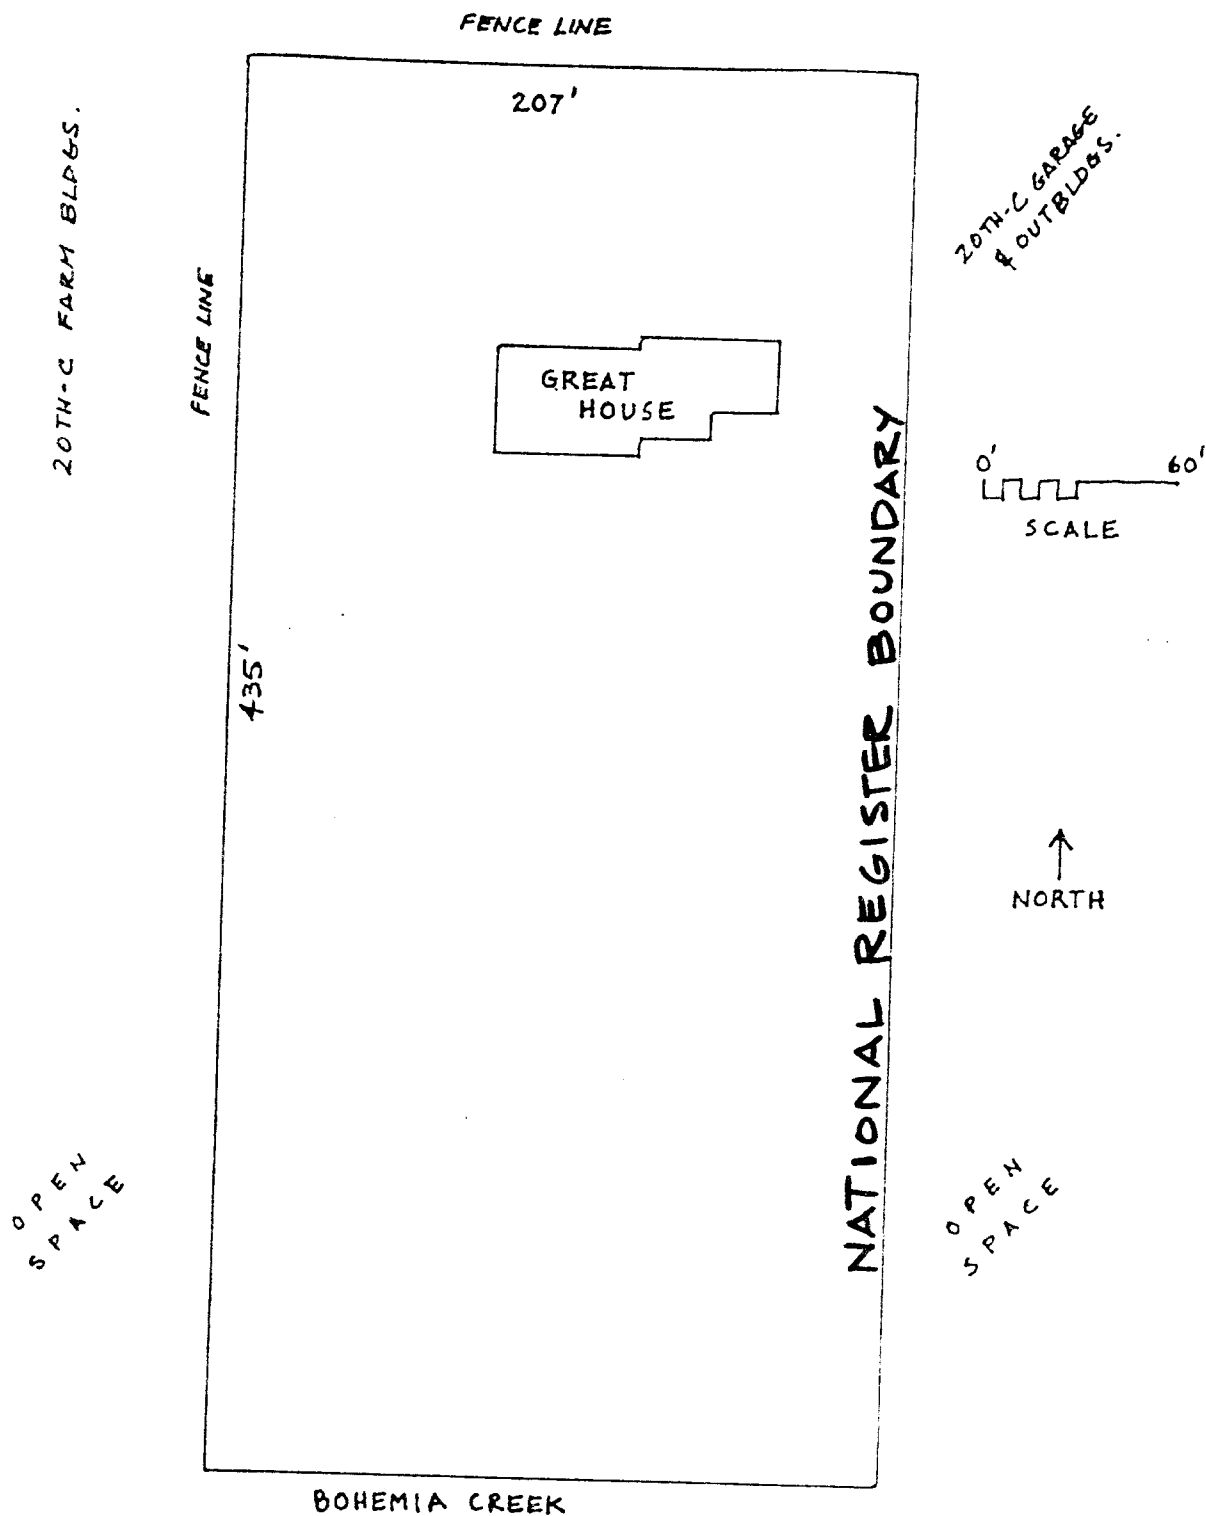 FENCE LINE
207'
20TH-C FARM BLDGS.
FENCE LINE
20TH-C GARAGE
& OUTBLDGS.
GREAT
HOUSE
0' 60'
SCALE
NATIONAL REGISTER BOUNDARY
435'
NORTH
OPEN
SPACE
OPEN
SPACE
BOHEMIA CREEK